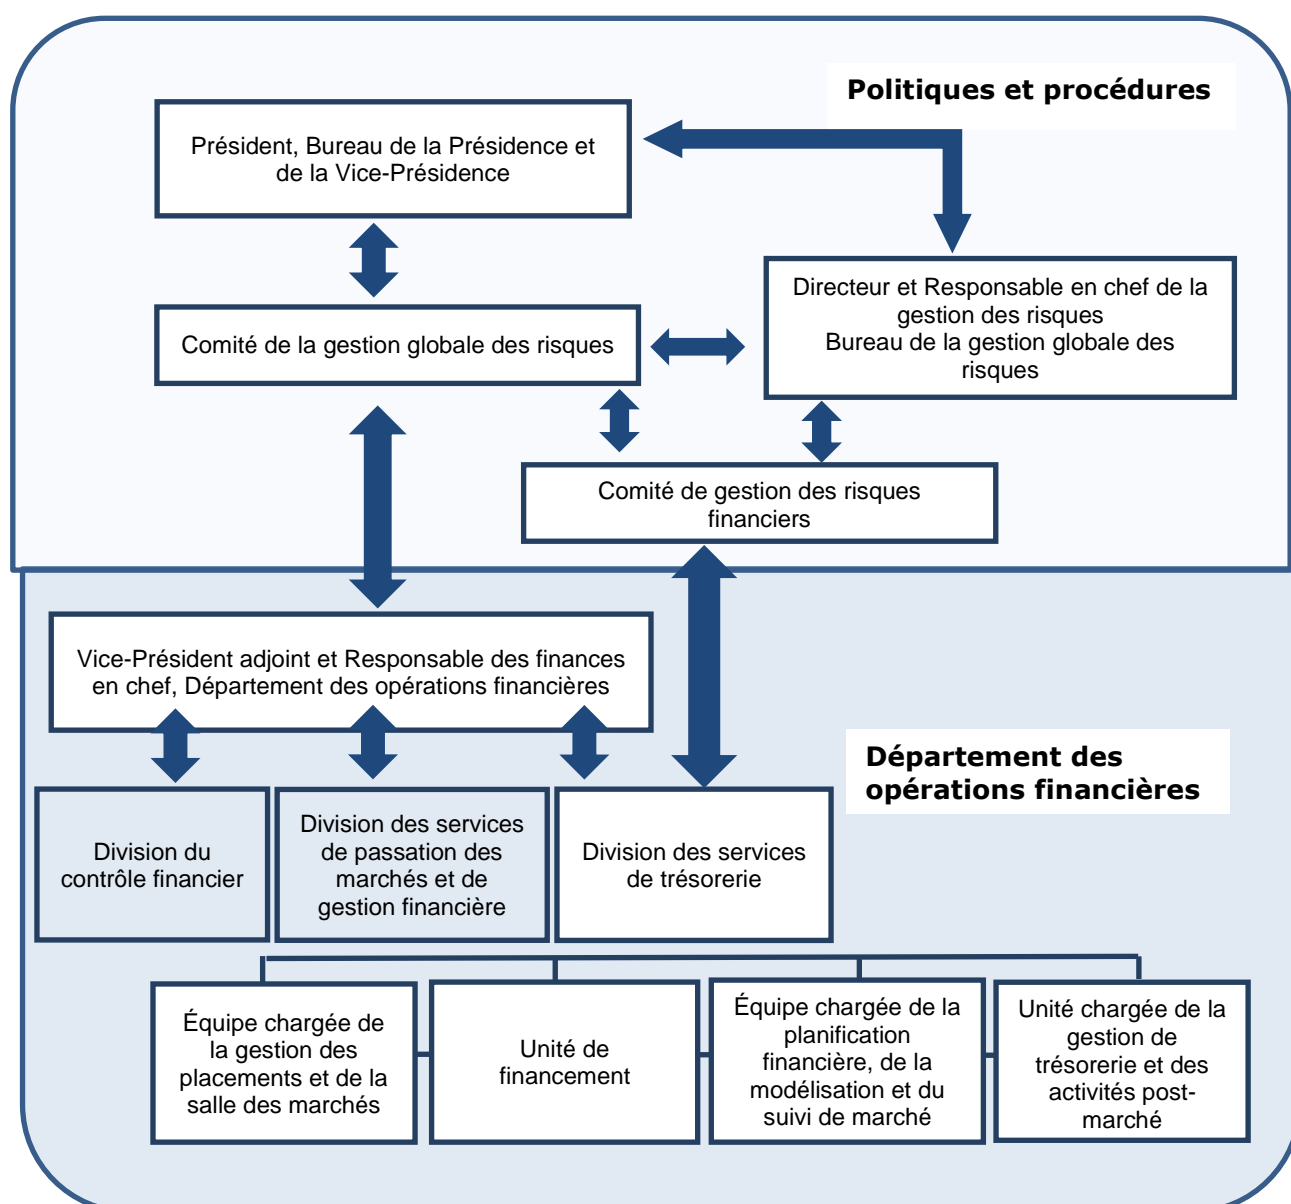 Politiques et procédures
Président, Bureau de la Présidence et
de la Vice-Présidence
Directeur et Responsable en chef de la
gestion des risques
Bureau de la gestion globale des
risques
Comité de la gestion globale des risques
Comité de gestion des risques
financiers
Vice-Président adjoint et Responsable des finances
en chef, Département des opérations financières
Département des
opérations financières
Division du
contrôle financier
Division des services
de passation des
marchés et de
gestion financière
Division des services
de trésorerie
Équipe chargée de
la gestion des
placements et de la
salle des marchés
Unité de
financement
Équipe chargée de la
planification
financière, de la
modélisation et du
suivi de marché
Unité chargée de la
gestion de
trésorerie et des
activités post-
marché